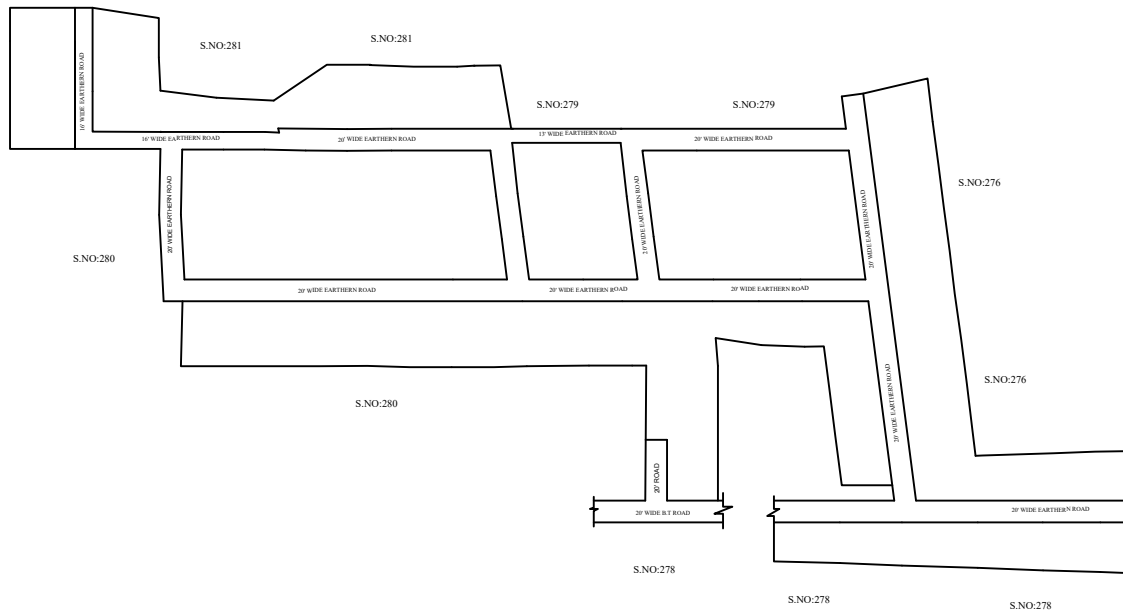 S.NO:281
S.NO:281
16' WIDE EARTHERN ROAD
S.NO:279
S.NO:279
16' WIDE EARTHERN ROAD
20' WIDE EARTHERN ROAD
13' WIDE EARTHERN ROAD
20' WIDE EARTHERN ROAD
S.NO:276
20' WIDE EARTHERN ROAD
20' WIDE EARTHERN ROAD
20' WIDE EARTHERN ROAD
S.NO:280
20' WIDE EARTHERN ROAD
20' WIDE EARTHERN ROAD
20' WIDE EARTHERN ROAD
S.NO:276
20' WIDE EARTHERN ROAD
S.NO:280
20' ROAD
20' WIDE B.T ROAD
20' WIDE EARTHERN ROAD
S.NO:278
S.NO:278
S.NO:278